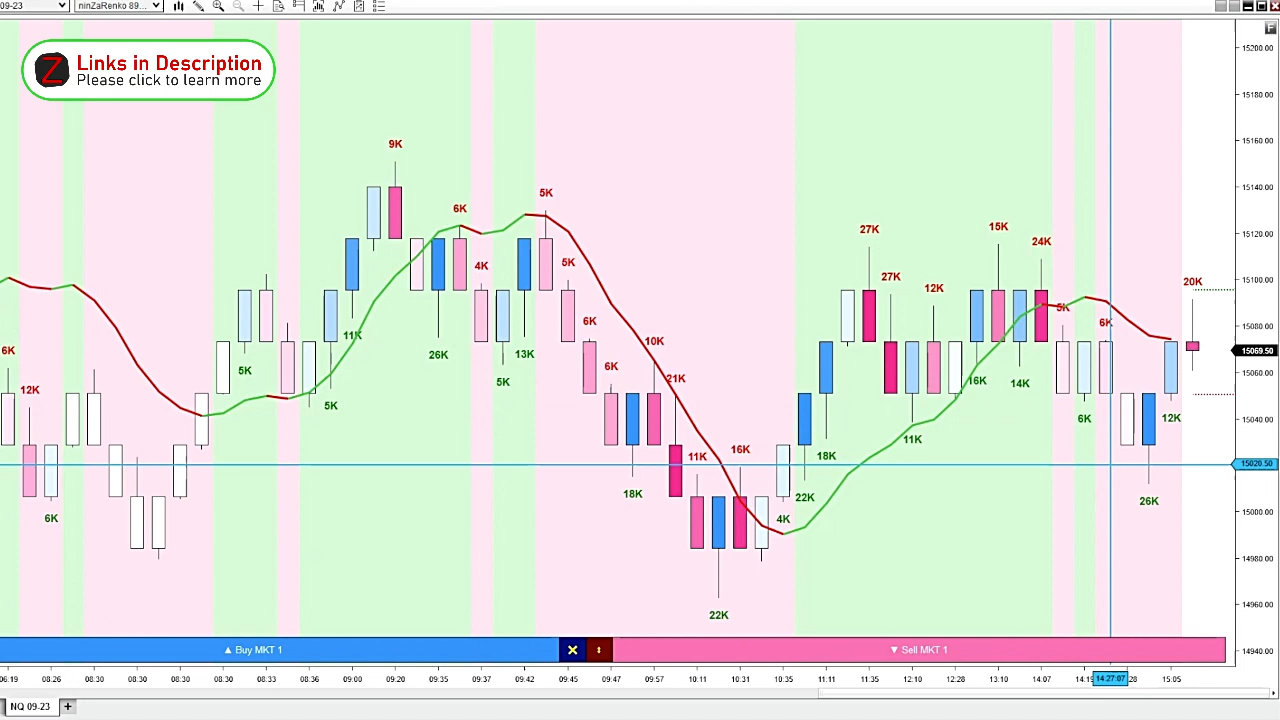 09-23
ninZaRenko 89...
F
Z
Links in Description
Please click to learn more
15200.00
15180.00
15160.00
15140.00
15120.00
15100.00
15080.00
15069.50
15060.00
15040.00
15020.50
15000.00
14980.00
14960.00
14940.00
6K
12K
6K
5K
11K
5K
9K
26K
6K
4K
5K
13K
5K
5K
6K
6K
18K
10K
21K
11K
22K
16K
4K
22K
18K
27K
27K
11K
12K
16K
15K
14K
24K
5K
6K
6K
26K
12K
20K
▲ Buy MKT 1
▼ Sell MKT 1
06:19 08:26 08:30 08:30 08:30 08:33 08:36 09:00 09:20 09:35 09:37 09:42 09:45 09:47 09:57 10:11 10:31 10:35 11:11 11:35 12:10 12:28 13:10 14:07 14:19 14:27:07 28 15:05
NQ 09-23 +